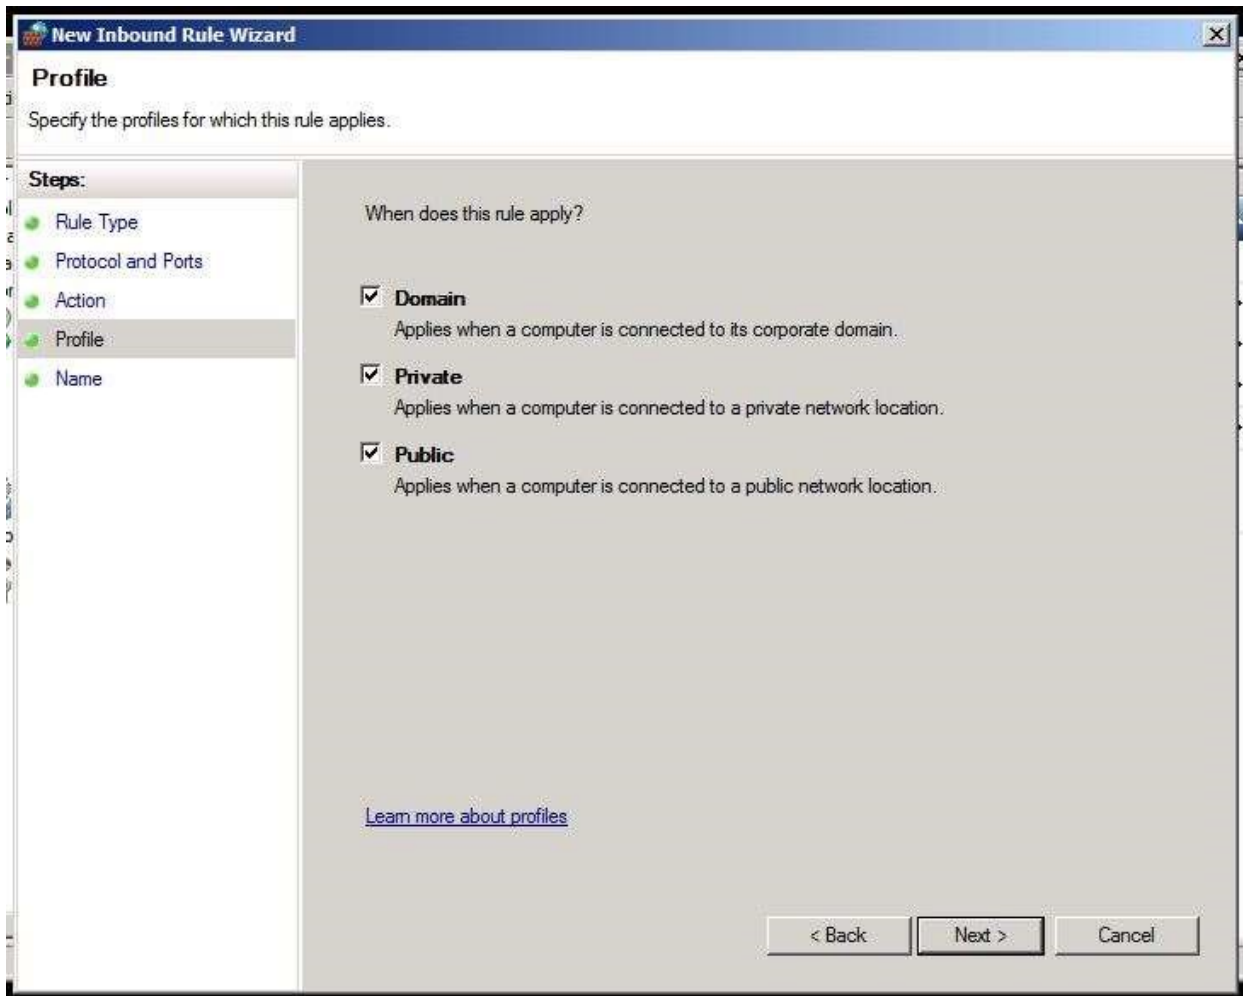 New Inbound Rule Wizard
Profile
Specify the profiles for which this rule applies.
Steps:
Rule Type
Protocol and Ports
Action
Profile
Name
When does this rule apply?
Domain
Applies when a computer is connected to its corporate domain.
Private
Applies when a computer is connected to a private network location.
Public
Applies when a computer is connected to a public network location.
Learn more about profiles
< Back
Next >
Cancel